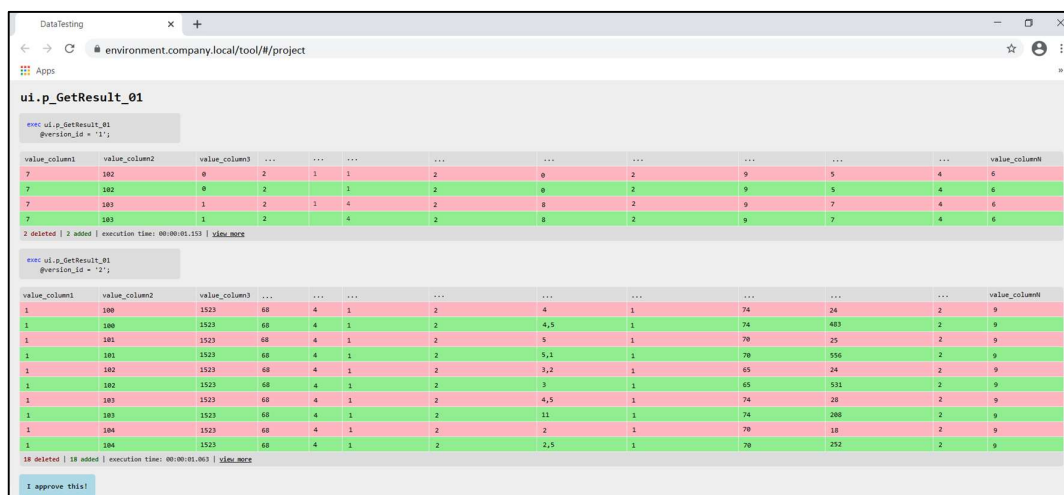 DataTesting
environment.company.local/tool/#/project
Apps
»
ui.p_GetResult_01
exec ui.p_GetResult_01
@version_id = '1';
value_column1 value_column2 value_column3 ... ... ... ... ... ... ... ... ... value_columnN
7 102 0 2 1 1 2 0 2 9 5 4 6
7 102 0 2 1 2 0 2 9 5 4 6
7 103 1 2 1 4 2 8 2 9 7 4 6
7 103 1 2 4 2 8 2 9 7 4 6
2 deleted | 2 added | execution time: 00:00:01.153 | view more
exec ui.p_GetResult_01
@version_id = '2';
value_column1 value_column2 value_column3 ... ... ... ... ... ... ... ... ... value_columnN
1 100 1523 68 4 1 2 4 1 74 24 2 9
1 100 1523 68 4 1 2 4,5 1 74 483 2 9
1 101 1523 68 4 1 2 5 1 70 25 2 9
1 101 1523 68 4 1 2 5,1 1 70 556 2 9
1 102 1523 68 4 1 2 3,2 1 65 24 2 9
1 102 1523 68 4 1 2 3 1 65 531 2 9
1 103 1523 68 4 1 2 4,5 1 74 28 2 9
1 103 1523 68 4 1 2 11 1 74 208 2 9
1 104 1523 68 4 1 2 2 1 70 18 2 9
1 104 1523 68 4 1 2 2,5 1 70 252 2 9
18 deleted | 18 added | execution time: 00:00:01.063 | view more
I approve this!